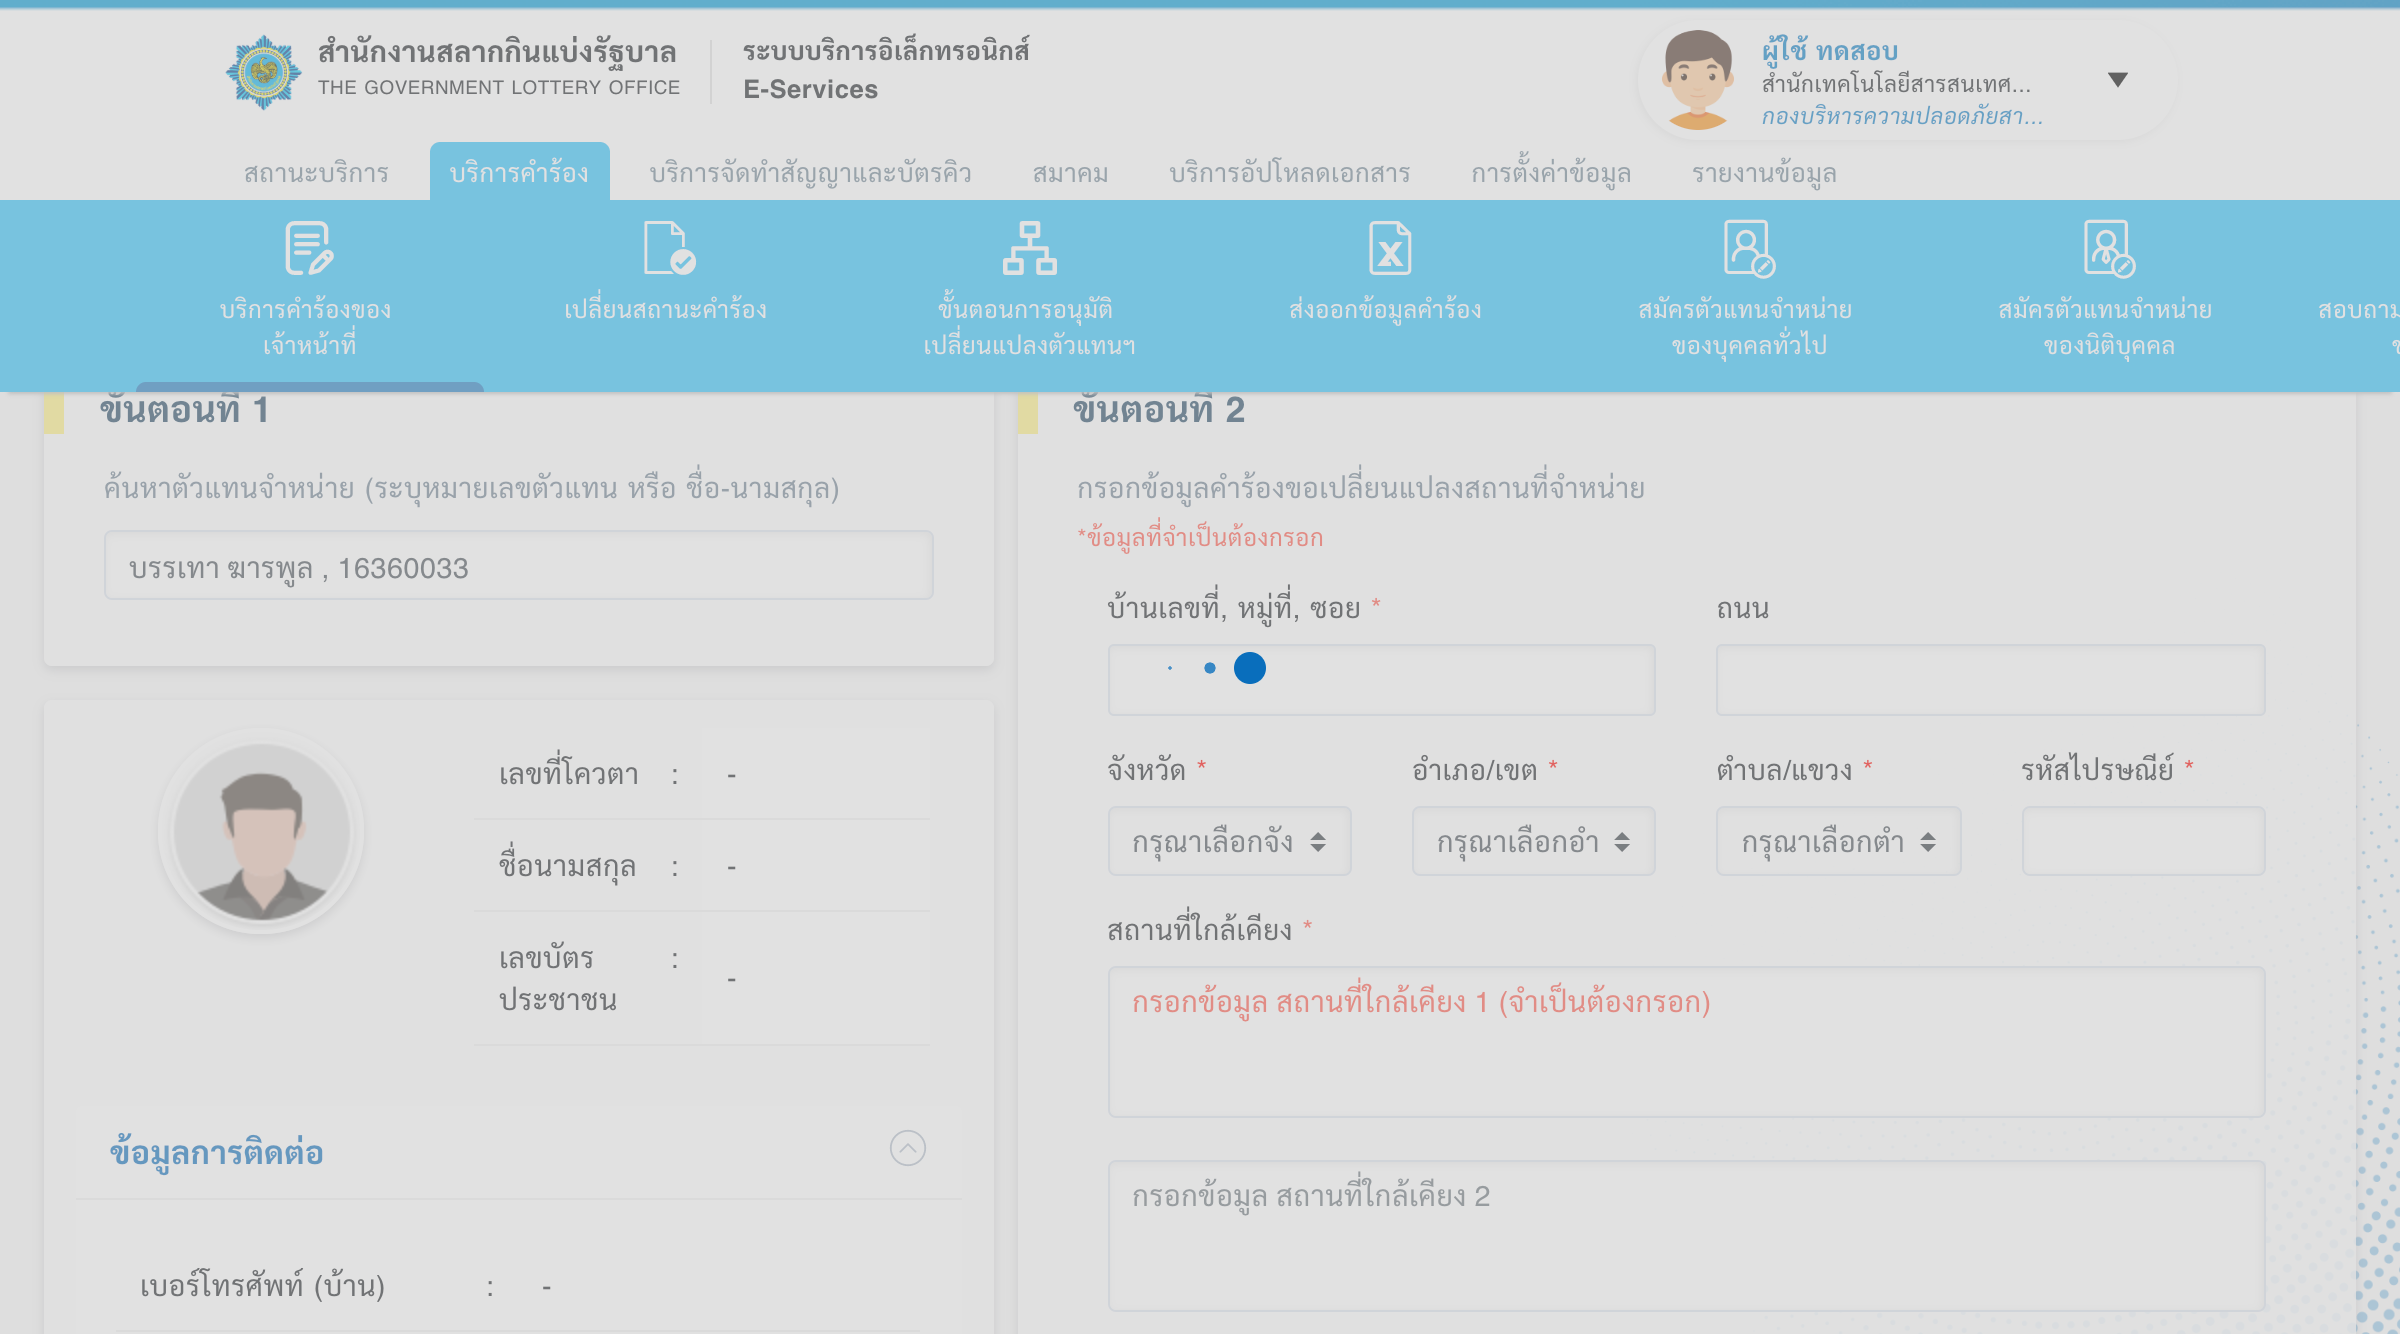 สำนักงานสลากกินแบ่งรัฐบาล
THE GOVERNMENT LOTTERY OFFICE
ระบบบริการอิเล็กทรอนิกส์
E-Services
ผู้ใช้ ทดสอบ
สำนักเทคโนโลยีสารสนเทศ...
กองบริหารความปลอดภัยสา...
สถานะบริการ
บริการคำร้อง
บริการจัดทำสัญญาและบัตรคิว
สมาคม
บริการอัปโหลดเอกสาร
การตั้งค่าข้อมูล
รายงานข้อมูล
บริการคำร้องของ
เจ้าหน้าที่
เปลี่ยนสถานะคำร้อง
ขั้นตอนการอนุมัติ
เปลี่ยนแปลงตัวแทนฯ
ส่งออกข้อมูลคำร้อง
สมัครตัวแทนจำหน่าย
ของบุคคลทั่วไป
สมัครตัวแทนจำหน่าย
ของนิติบุคคล
สอบถาม
ขั้นตอนที่ 1
ค้นหาตัวแทนจำหน่าย (ระบุหมายเลขตัวแทน หรือ ชื่อ-นามสกุล)
บรรเทา ฆารพูล , 16360033
เลขที่โควตา : -
ชื่อนามสกุล : -
เลขบัตร : -
ประชาชน
ข้อมูลการติดต่อ
เบอร์โทรศัพท์ (บ้าน) : -
ขั้นตอนที่ 2
กรอกข้อมูลคำร้องขอเปลี่ยนแปลงสถานที่จำหน่าย
*ข้อมูลที่จำเป็นต้องกรอก
บ้านเลขที่, หมู่ที่, ซอย *
ถนน
จังหวัด *
อำเภอ/เขต *
ตำบล/แขวง *
รหัสไปรษณีย์ *
กรุณาเลือกจัง
กรุณาเลือกอำ
กรุณาเลือกตำ
สถานที่ใกล้เคียง *
กรอกข้อมูล สถานที่ใกล้เคียง 1 (จำเป็นต้องกรอก)
กรอกข้อมูล สถานที่ใกล้เคียง 2